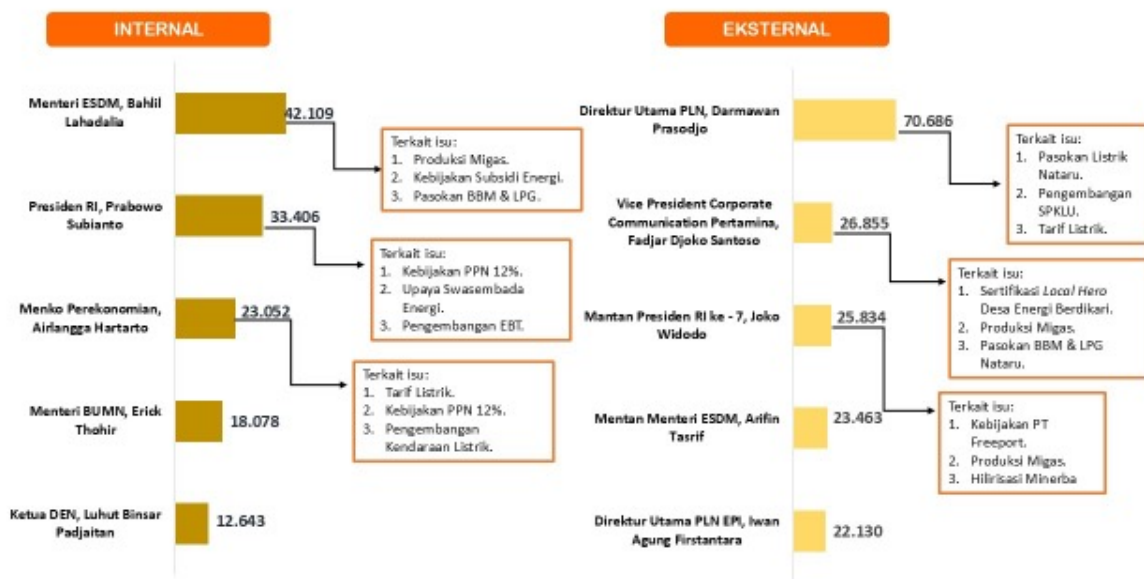 INTERNAL
Menteri ESDM, Bahlil
Lahadalia
42.109
Terkait isu:
1. Produksi Migas.
2. Kebijakan Subsidi Energi.
3. Pasokan BBM & LPG.
Presiden RI, Prabowo
Subianto
33.406
Terkait isu:
1. Kebijakan PPN 12%.
2. Upaya Swasembada
Energi.
3. Pengembangan EBT.
Menko Perekonomian,
Airlangga Hartarto
23.052
Terkait isu:
1. Tarif Listrik.
2. Kebijakan PPN 12%.
3. Pengembangan
Kendaraan Listrik.
Menteri BUMN, Erick
Thohir
18.078
Ketua DEN, Luhut Binsar
Padjaitan
12.643
EKSTERNAL
Direktur Utama PLN, Darmawan
Prasodjo
70.686
Terkait isu:
1. Pasokan Listrik
Nataru.
2. Pengembangan
SPKLU.
3. Tarif Listrik.
Vice President Corporate
Communication Pertamina,
Fadjar Djoko Santoso
26.855
Terkait isu:
1. Sertifikasi Local Hero
Desa Energi Berdikari.
2. Produksi Migas.
3. Pasokan BBM & LPG
Nataru.
Mantan Presiden RI ke - 7, Joko
Widodo
25.834
Terkait isu:
1. Kebijakan PT
Freeport.
2. Produksi Migas.
3. Hilirisasi Minerba
Mentan Menteri ESDM, Arifin
Tasrif
23.463
Direktur Utama PLN EPI, Iwan
Agung Firstantara
22.130